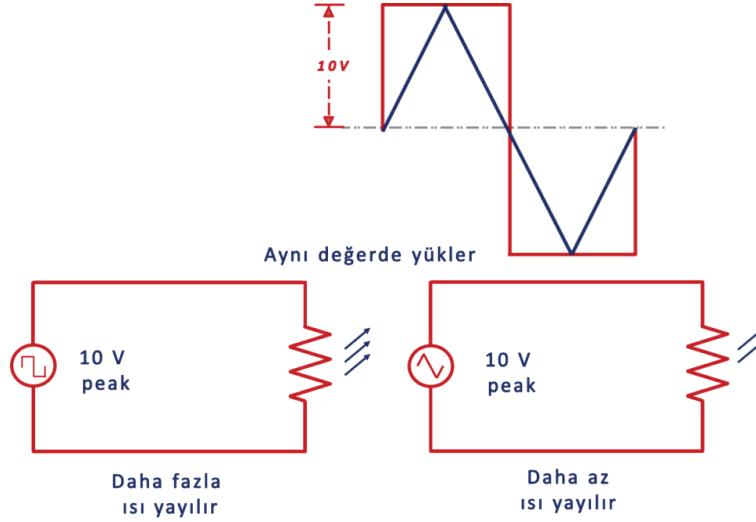 10V
Aynı değerde yükler
10 V
peak
10 V
peak
Daha fazla
ısı yayılır
Daha az
ısı yayılır